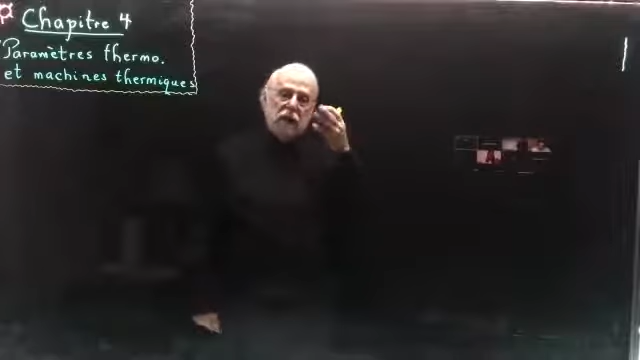 Chapitre 4
Paramètres thermo.
et machines thermiques